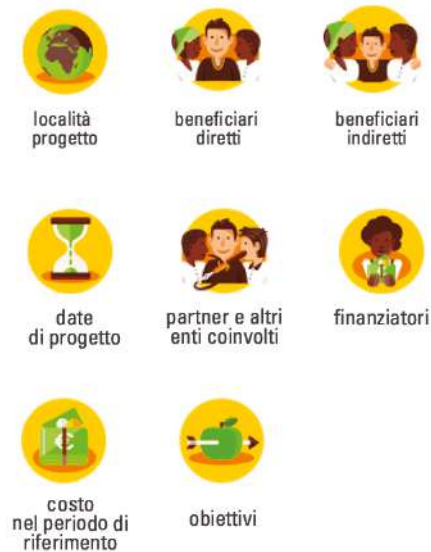 località
progetto
beneficiari
diretti
beneficiari
indiretti
date
di progetto
partner e altri
enti coinvolti
finanziatori
costo
nel periodo di
riferimento
obiettivi